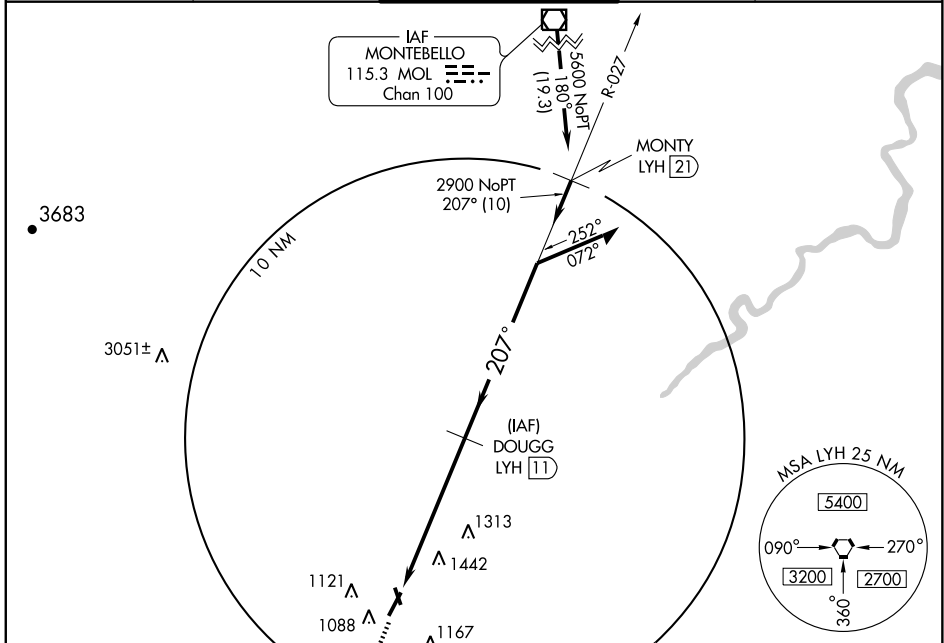 IAF
MONTEBELLO
115.3 MOL
Chan 100
5600 NoPT
180°
(19.3)
R-027
MONTY
LYH 21
2900 NoPT
207° (10)
3683
10 NM
252°
072°
3051±
207°
(IAF)
DOUGG
LYH 11
MSA LYH 25 NM
5400
090°
270°
3200
2700
360°
1313
1442
1121
1088
1167